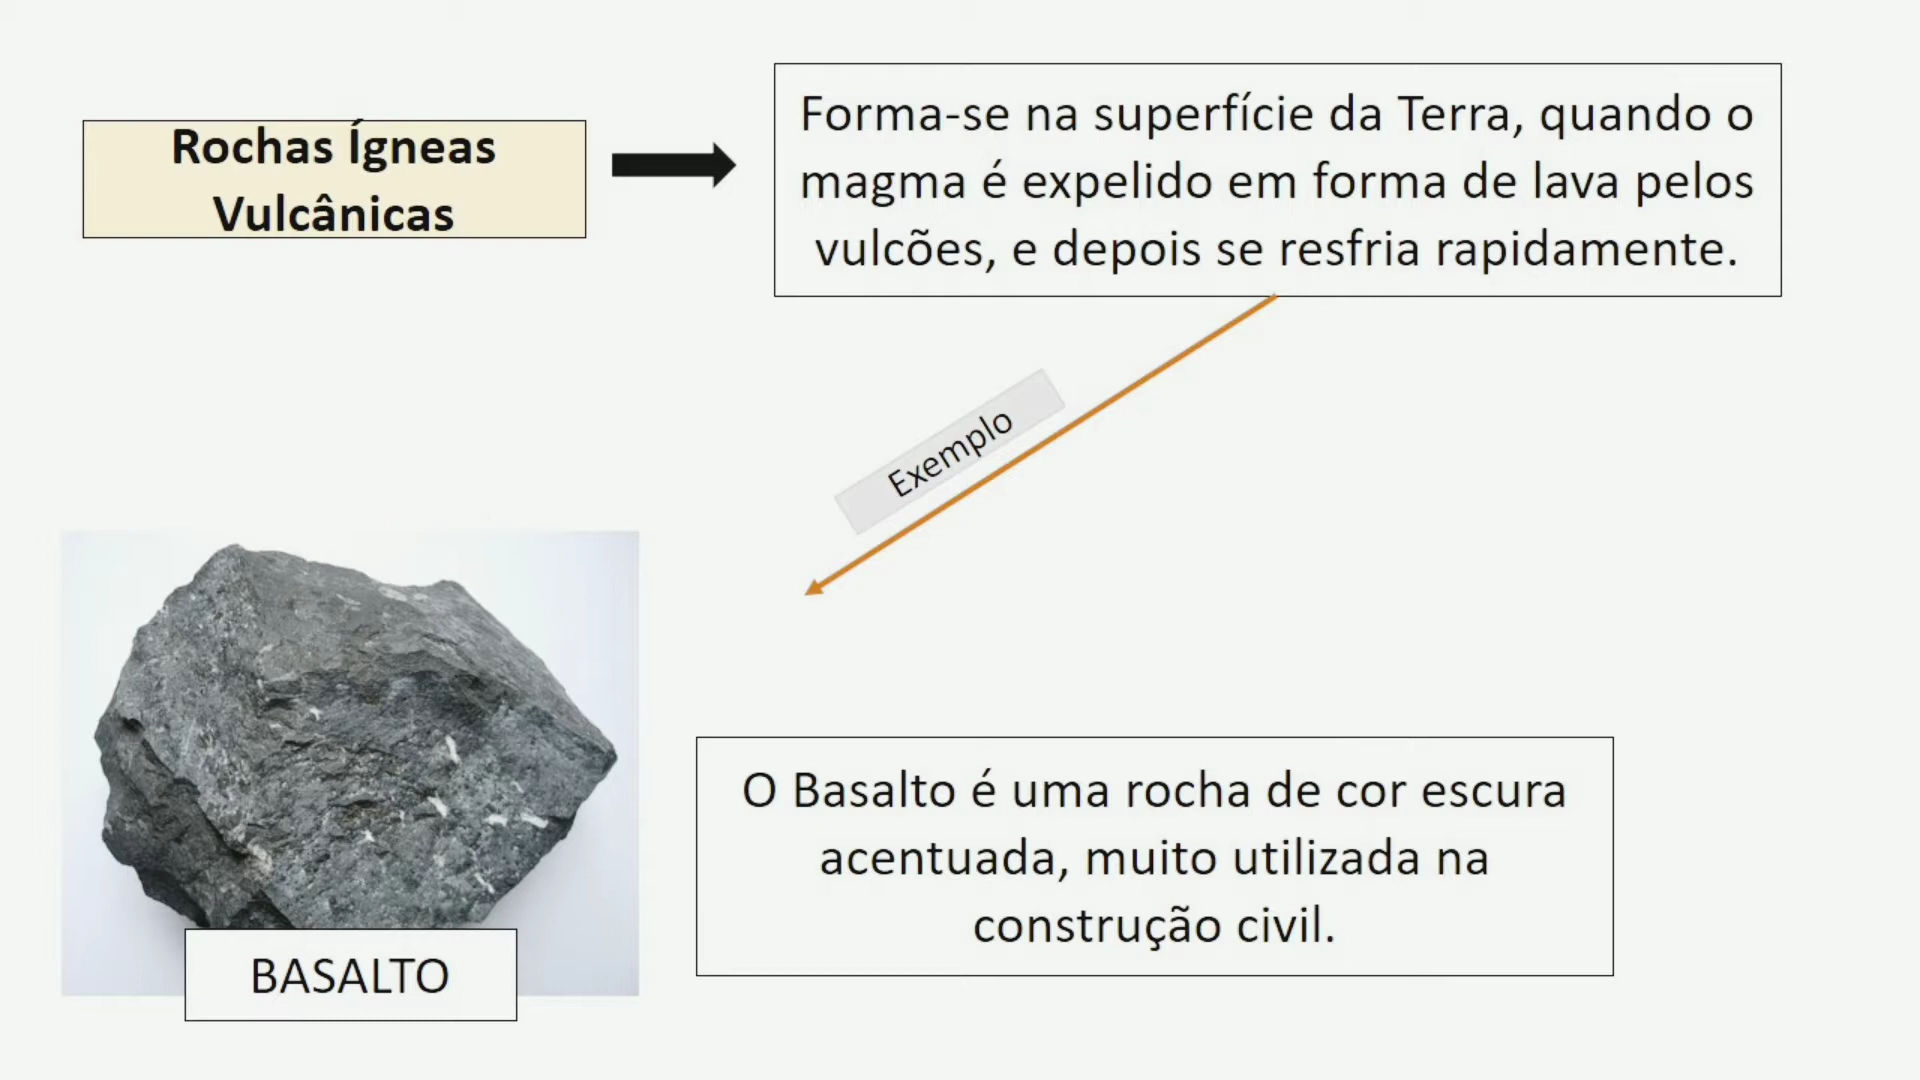 Rochas Ígneas
Vulcânicas
Forma-se na superfície da Terra, quando o
magma é expelido em forma de lava pelos
vulcões, e depois se resfria rapidamente.
Exemplo
BASALTO
O Basalto é uma rocha de cor escura
acentuada, muito utilizada na
construção civil.